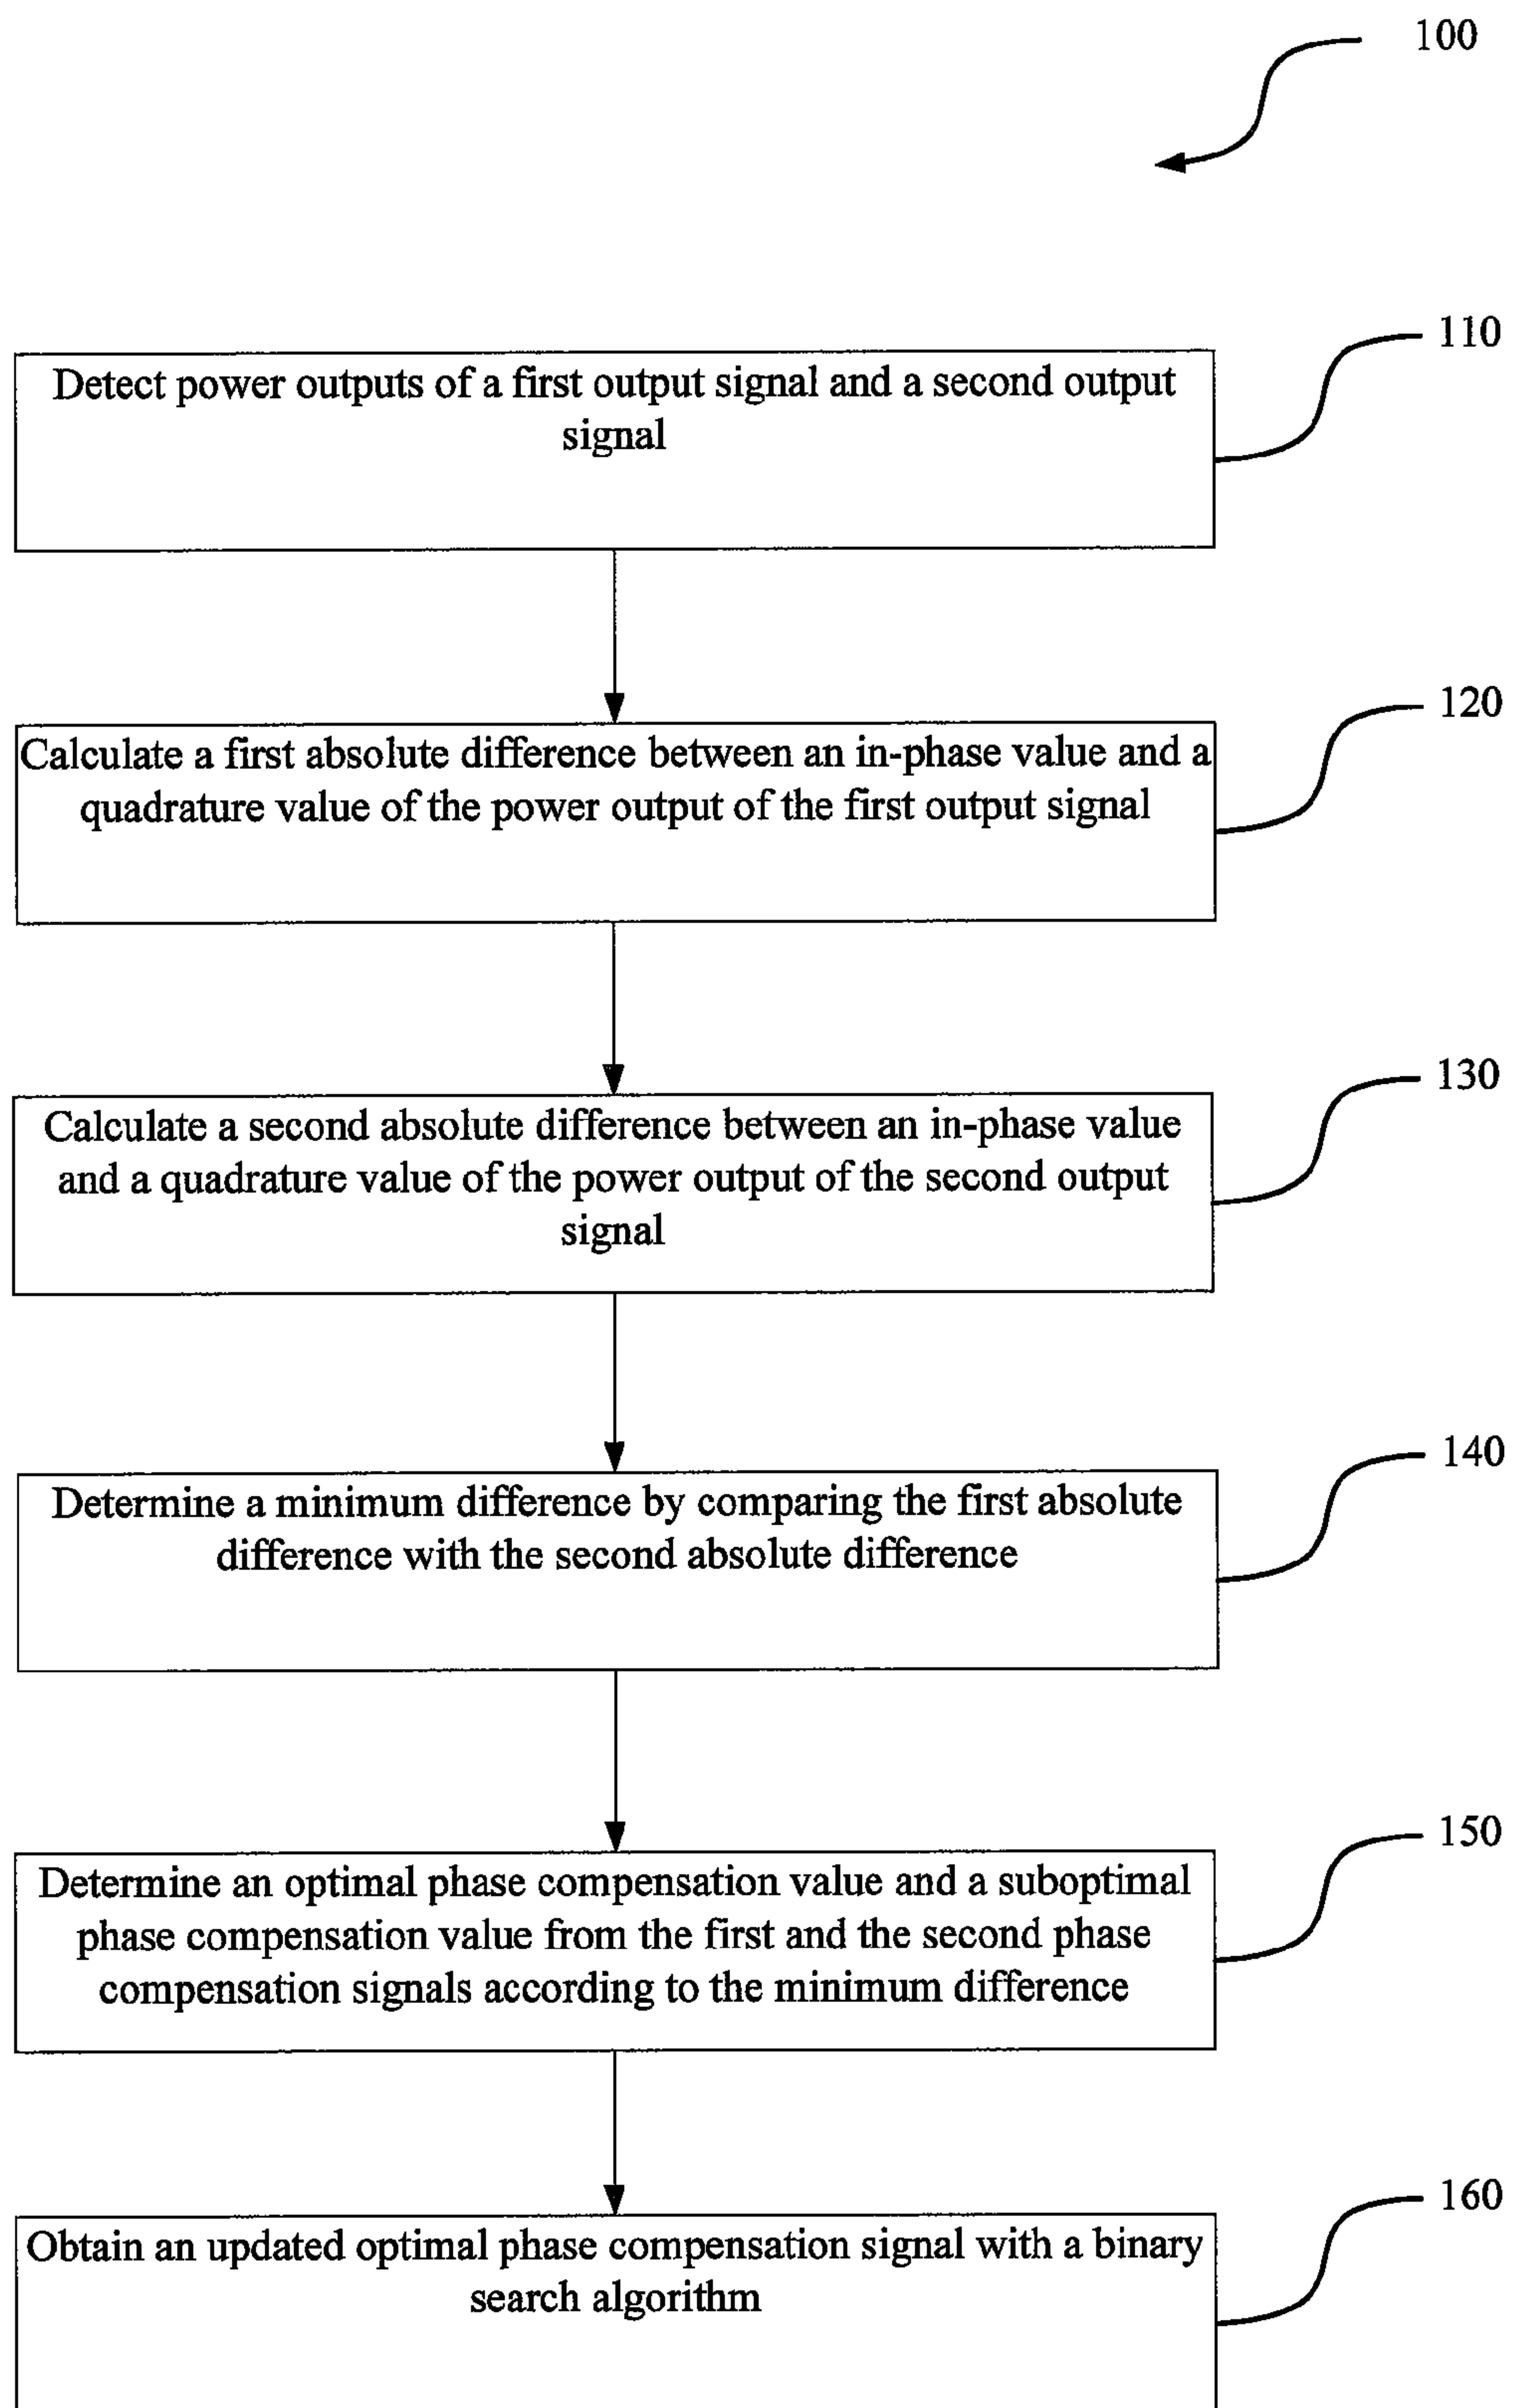 100
110
Detect power outputs of a first output signal and a second output
signal
120
Calculate a first absolute difference between an in-phase value and a
quadrature value of the power output of the first output signal
130
Calculate a second absolute difference between an in-phase value
and a quadrature value of the power output of the second output
signal
140
Determine a minimum difference by comparing the first absolute
difference with the second absolute difference
150
Determine an optimal phase compensation value and a suboptimal
phase compensation value from the first and the second phase
compensation signals according to the minimum difference
160
Obtain an updated optimal phase compensation signal with a binary
search algorithm